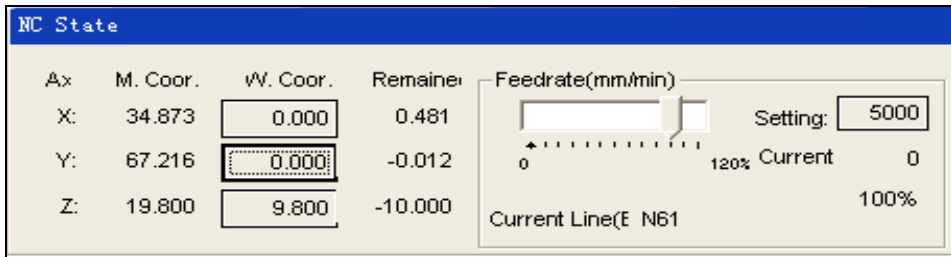 NC State
Ax M. Coor. W. Coor. Remaine Feedrate(mm/min)
X: 34.873 0.000 0.481 Setting: 5000
Y: 67.216 0.000 -0.012 0 120% Current 0
Z: 19.800 9.800 -10.000 100%
Current Line(E N61